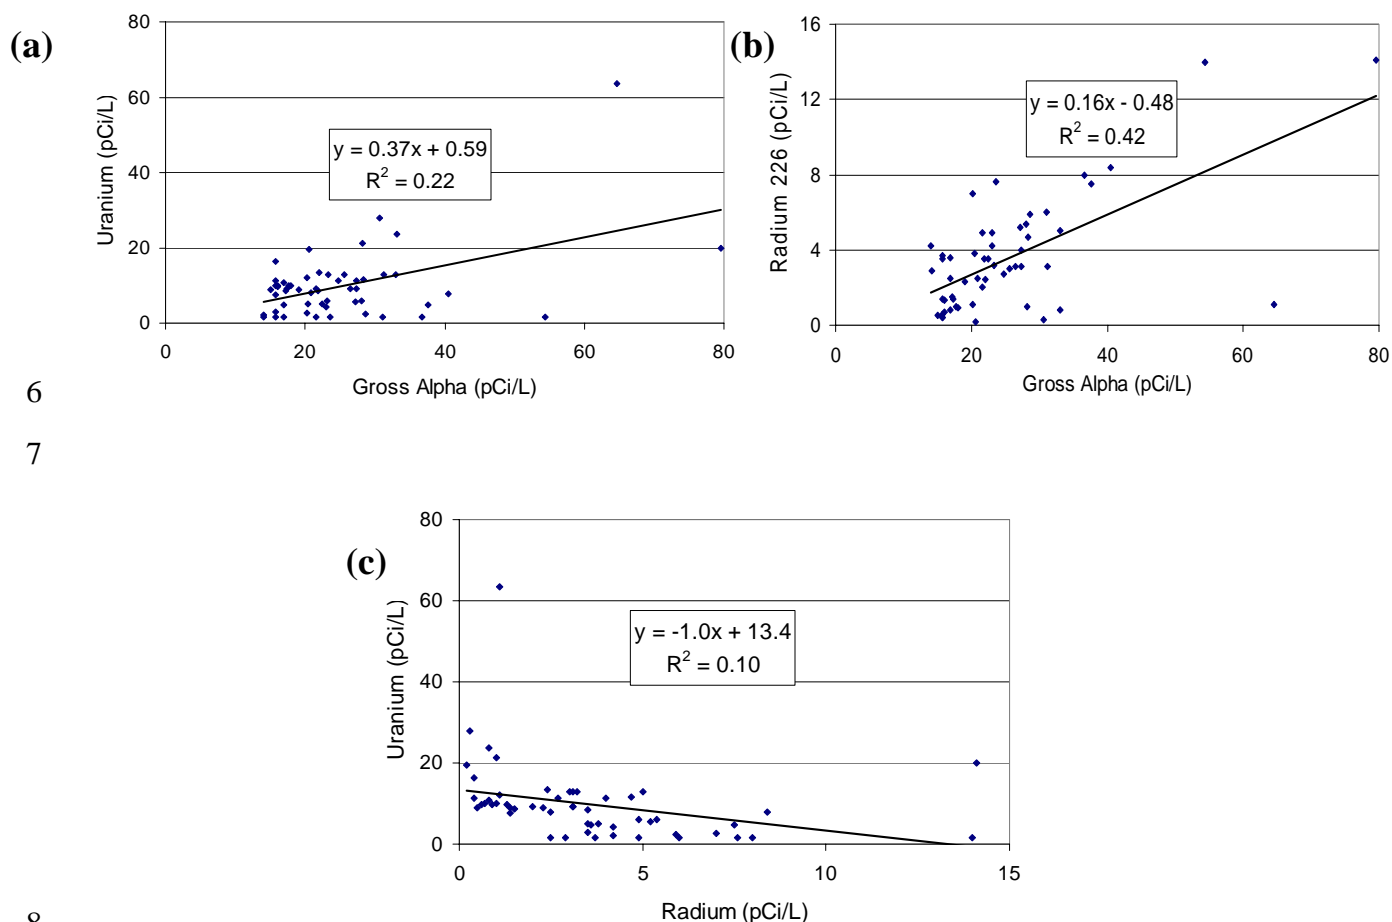 (a)
80
60
40
20
0
Uranium (pCi/L)
y = 0.37x + 0.59
R² = 0.22
0 20 40 60 80
Gross Alpha (pCi/L)
(b)
16
12
8
4
0
Radium 226 (pCi/L)
y = 0.16x - 0.48
R² = 0.42
0 20 40 60 80
Gross Alpha (pCi/L)
6
7
(c)
80
60
40
20
0
Uranium (pCi/L)
y = -1.0x + 13.4
R² = 0.10
0 5 10 15
Radium (pCi/L)
8